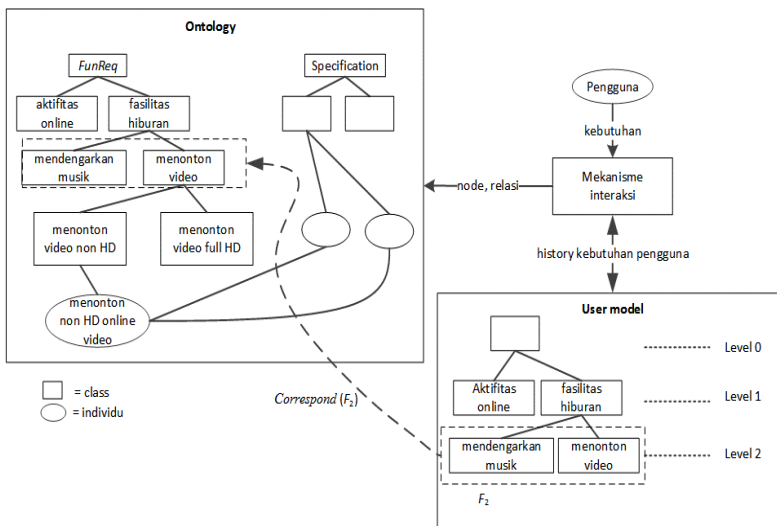 Ontology
FunReq
Specification
aktifitas
online
fasilitas
hiburan
mendengarkan
musik
menonton
video
menonton
video non HD
menonton
video full HD
menonton
non HD online
video
Pengguna
kebutuhan
Mekanisme
interaksi
node, relasi
history kebutuhan pengguna
User model
Level 0
Aktifitas
online
fasilitas
hiburan
Level 1
mendengarkan
musik
menonton
video
Level 2
F₂
= class
= individu
Correspond (F₂)